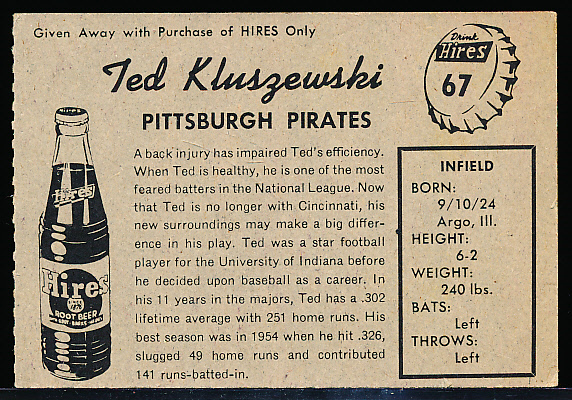 Given Away with Purchase of HIRES Only
Drink
Hires
67
Ted Kluszewski
PITTSBURGH PIRATES
A back injury has impaired Ted's efficiency.
When Ted is healthy, he is one of the most
feared batters in the National League. Now
that Ted is no longer with Cincinnati, his
new surroundings may make a big differ-
ence in his play. Ted was a star football
player for the University of Indiana before
he decided upon baseball as a career. In
his 11 years in the majors, Ted has a .302
lifetime average with 251 home runs. His
best season was in 1954 when he hit .326,
slugged 49 home runs and contributed
141 runs-batted-in.
INFIELD
BORN:
9/10/24
Argo, Ill.
HEIGHT:
6-2
WEIGHT:
240 lbs.
BATS:
Left
THROWS:
Left
Hires
Hires
ROOT BEER